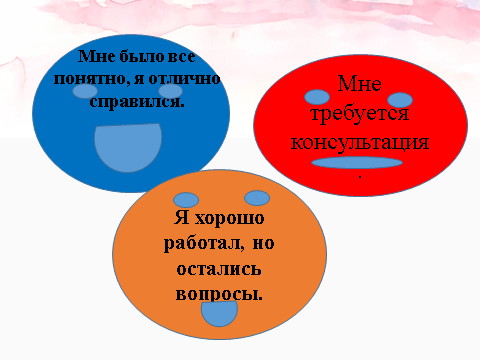 Мне было все
понятно, я отлично
справился.
Мне
требуется
консультация
.
Я хорошо
работал, но
остались
вопросы.